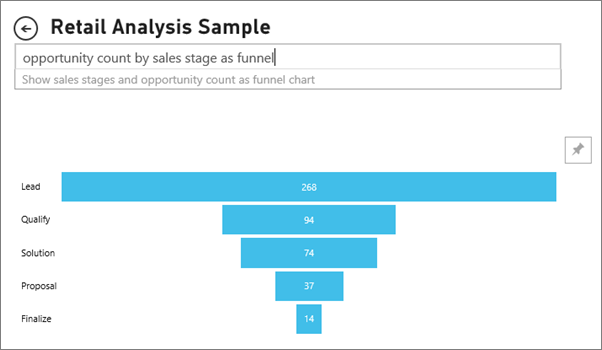 Retail Analysis Sample
opportunity count by sales stage as funnel
Show sales stages and opportunity count as funnel chart
Lead 268
Qualify 94
Solution 74
Proposal 37
Finalize 14